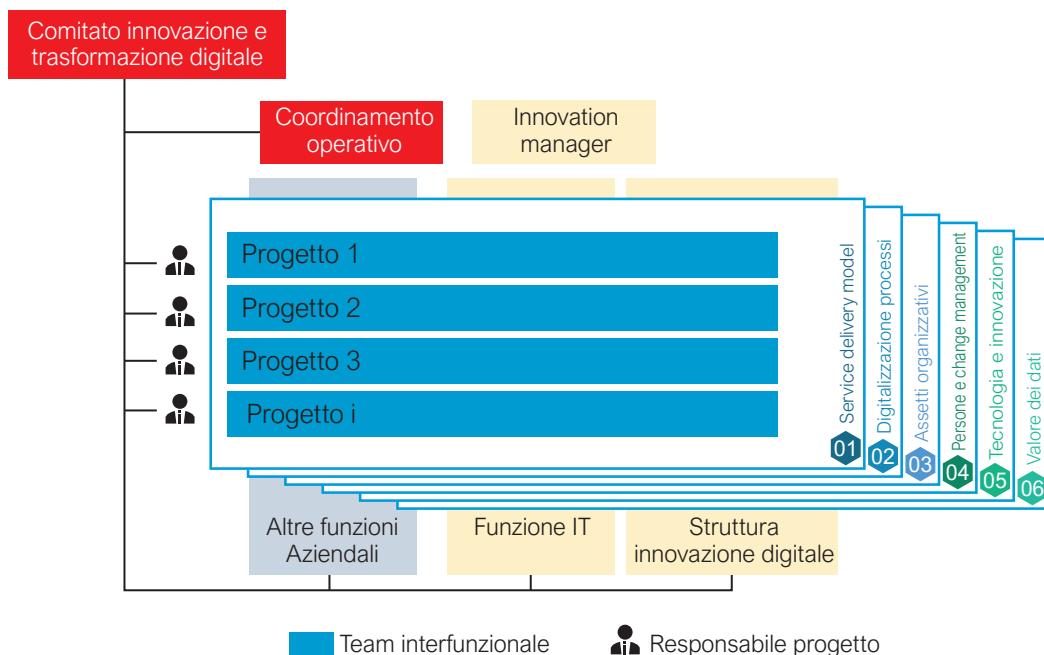 Comitato innovazione e
trasformazione digitale
Coordinamento
operativo
Innovation
manager
Progetto 1
Progetto 2
Progetto 3
Progetto i
01 Service delivery model
02 Digitalizzazione processi
03 Assetti organizzativi
04 Persone e change management
05 Tecnologia e innovazione
06 Valore dei dati
Altre funzioni
Aziendali
Funzione IT
Struttura
innovazione digitale
Team interfunzionale
Responsabile progetto